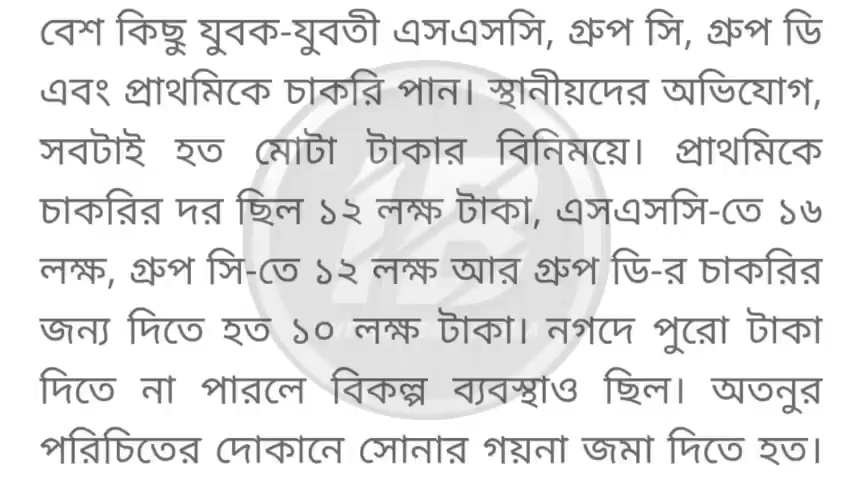 বেশ কিছু যুবক-যুবতী এসএসসি, গ্রুপ সি, গ্রুপ ডি
এবং প্রাথমিকে চাকরি পান। স্থানীয়দের অভিযোগ,
সবটাই হত মোটা টাকার বিনিময়ে। প্রাথমিকে
চাকরির দর ছিল ১২ লক্ষ টাকা, এসএসসি-তে ১৬
লক্ষ, গ্রুপ সি-তে ১২ লক্ষ আর গ্রুপ ডি-র চাকরির
জন্য দিতে হত ১০ লক্ষ টাকা। নগদে পুরো টাকা
দিতে না পারলে বিকল্প ব্যবস্থাও ছিল। অতনুর
পরিচিতের দোকানে সোনার গয়না জমা দিতে হত।